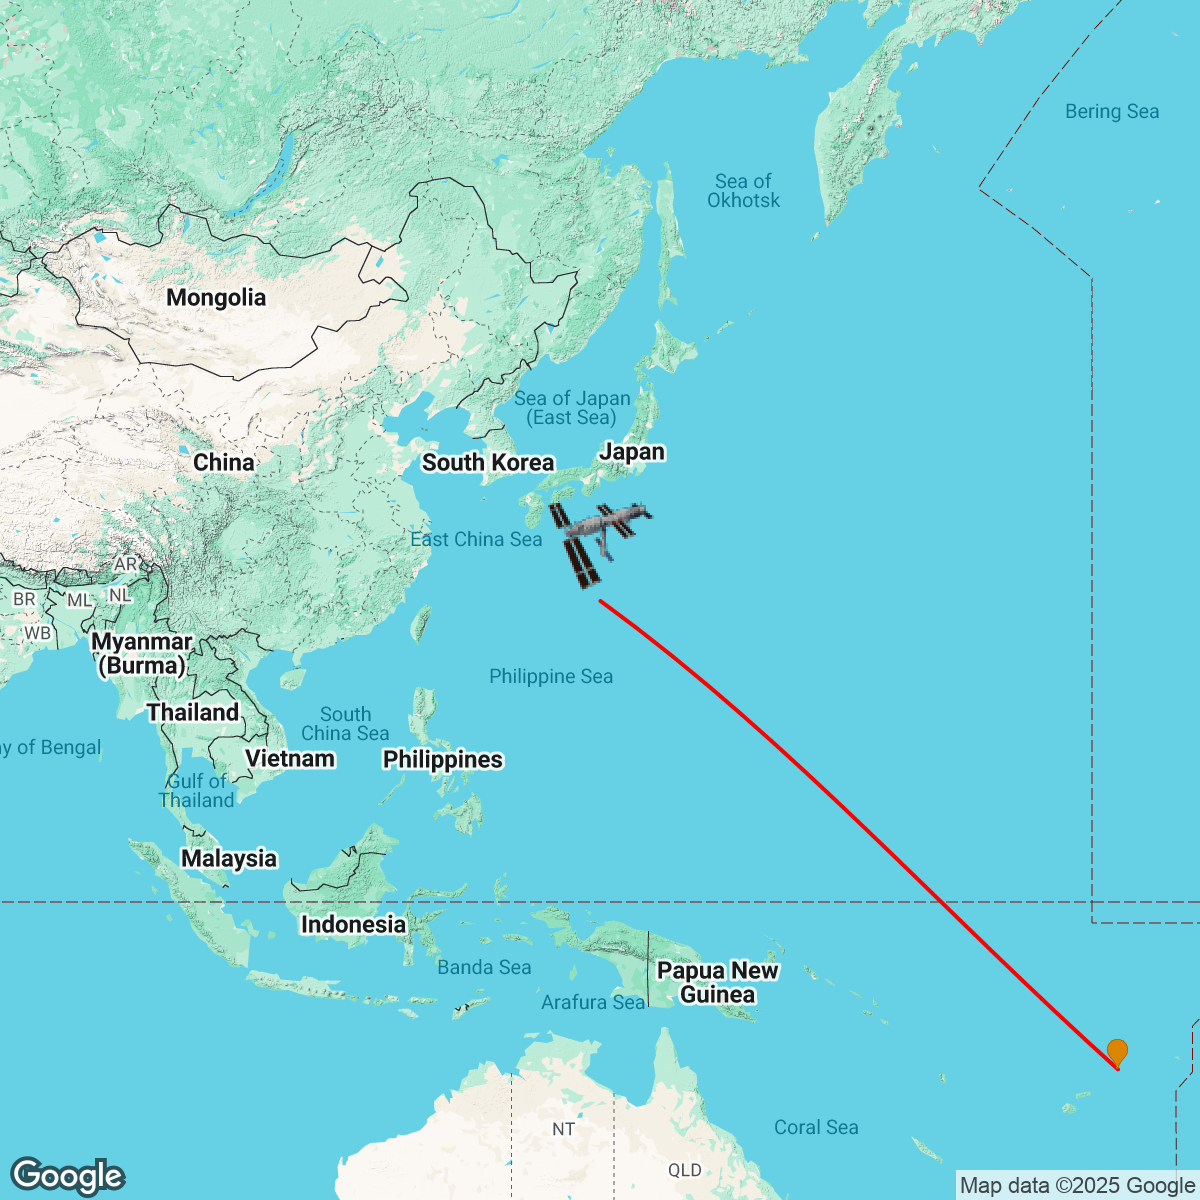 Bering Sea
Sea of
Okhotsk
Mongolia
Sea of Japan
(East Sea)
Japan
South Korea
China
East China Sea
AR
NL
ML
BR
WB
Myanmar
(Burma)
Philippine Sea
Thailand
South
China Sea
ay of Bengal
Vietnam
Philippines
Gulf of
Thailand
Malaysia
Indonesia
Banda Sea
Papua New
Guinea
Arafura Sea
NT
Coral Sea
QLD
Google
Map data ©2025 Google